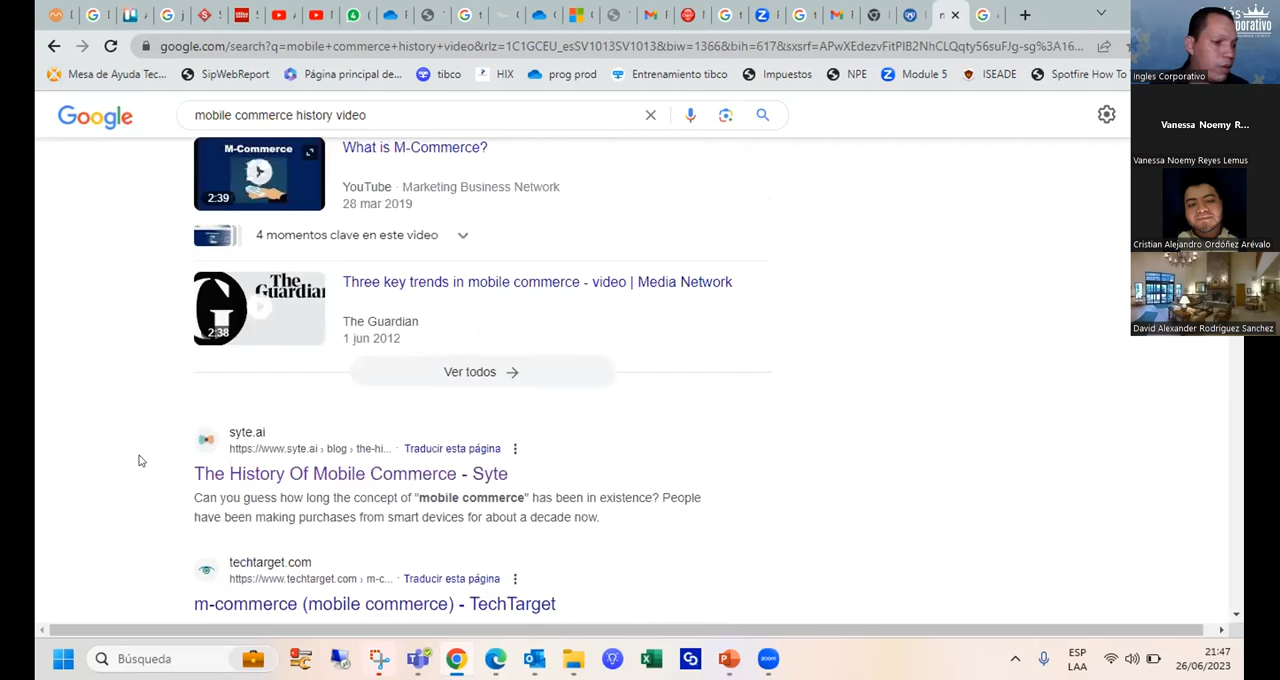 google.com/search?q=mobile+commerce+history+video&rlz=1C1GCEU_esSV1013SV1013&biw=1366&bih=617&sxsrf=APwXEdezvFitPlB2NhCLQqty56suFJg-sg%3A16...
Mesa de Ayuda Tec...
SipWebReport
Página principal de...
tibco
HIX
prog prod
Entrenamiento tibco
Impuestos
NPE
Module 5
ISEADE
Spotfire How To
Google
mobile commerce history video
M-Commerce
2:39
What is M-Commerce?
YouTube · Marketing Business Network
28 mar 2019
4 momentos clave en este video
The Guardian
2:38
Three key trends in mobile commerce - video | Media Network
The Guardian
1 jun 2012
Ver todos
syte.ai
https://www.syte.ai › blog › the-hi... · Traducir esta página
The History Of Mobile Commerce - Syte
Can you guess how long the concept of "mobile commerce" has been in existence? People
have been making purchases from smart devices for about a decade now.
techtarget.com
https://www.techtarget.com › m-c... · Traducir esta página
m-commerce (mobile commerce) - TechTarget
Ingles Corporativo
Vanessa Noemy R...
Vanessa Noemy Reyes Lemus
Cristian Alejandro Ordóñez Arévalo
David Alexander Rodriguez Sanchez
Búsqueda
zoom
ESP
LAA
21:47
26/06/2023